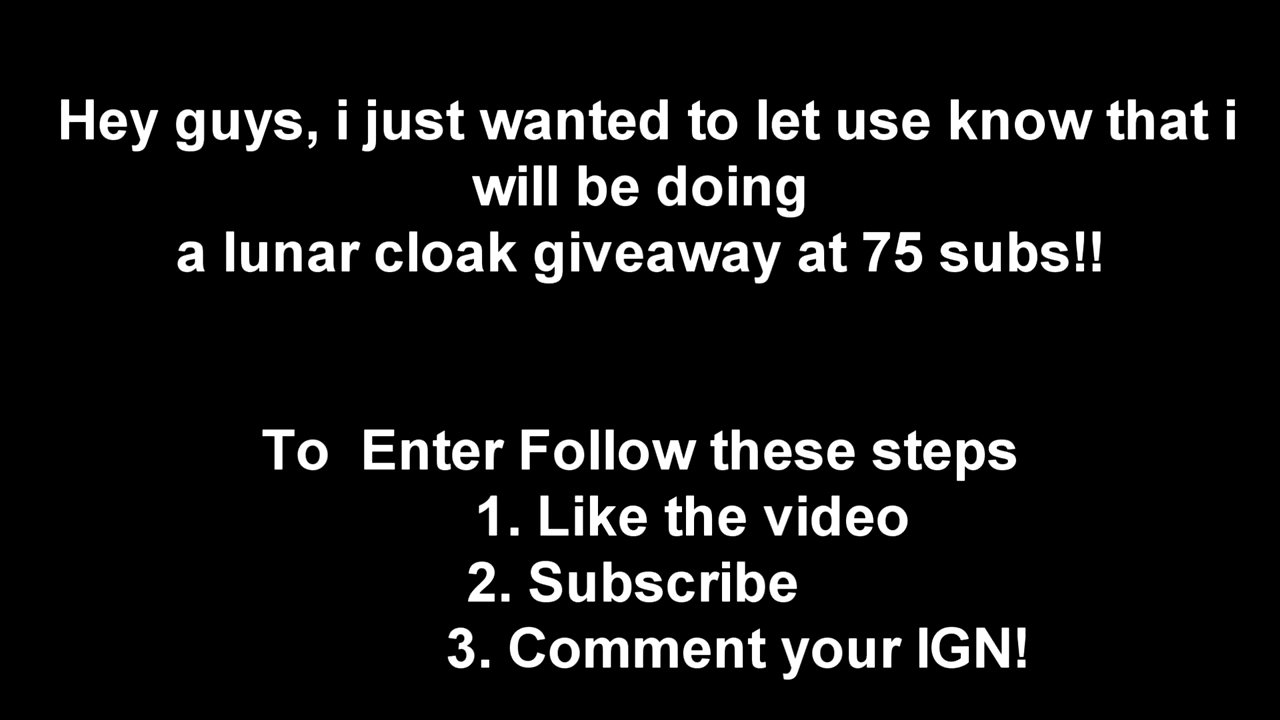 Hey guys, i just wanted to let use know that i
will be doing
a lunar cloak giveaway at 75 subs!!
To Enter Follow these steps
1. Like the video
2. Subscribe
3. Comment your IGN!